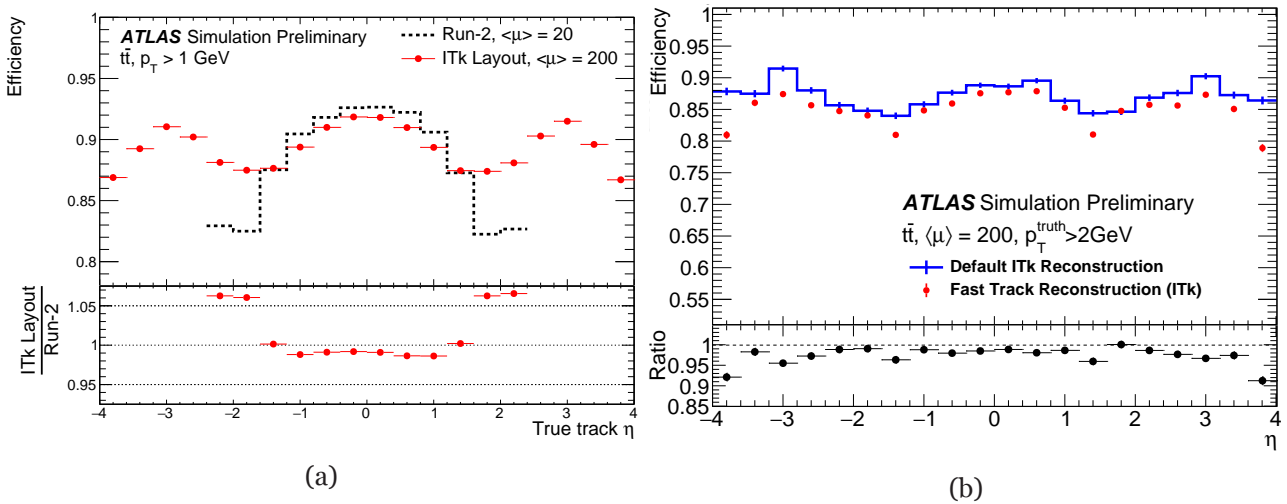 Efficiency
ATLAS Simulation Preliminary
tt̄, pT > 1 GeV
Run-2, <μ> = 20
ITk Layout, <μ> = 200
1
0.95
0.9
0.85
0.8
ITk Layout
Run-2
1.05
1.00
0.95
−4 −3 −2 −1 0 1 2 3 4
True track η
(a)
Efficiency
1
0.95
0.9
0.85
0.8
0.75
0.7
0.65
0.6
0.55
ATLAS Simulation Preliminary
tt̄, ⟨μ⟩ = 200, pT^truth>2GeV
Default ITk Reconstruction
Fast Track Reconstruction (ITk)
Ratio
1
0.95
0.9
0.85
−4 −3 −2 −1 0 1 2 3 4
η
(b)